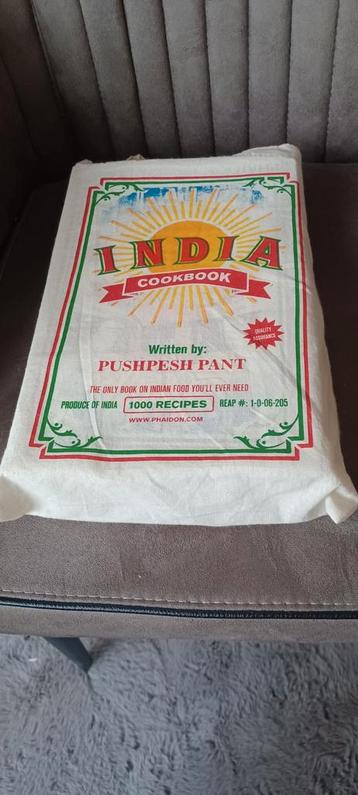 INDIA
COOKBOOK
QUALITY
ASSURANCE
Written by:
PUSHPESH PANT
THE ONLY BOOK ON INDIAN FOOD YOU'LL EVER NEED
PRODUCE OF INDIA 1000 RECIPES REAP #: 1-0-06-205
WWW.PHAIDON.COM